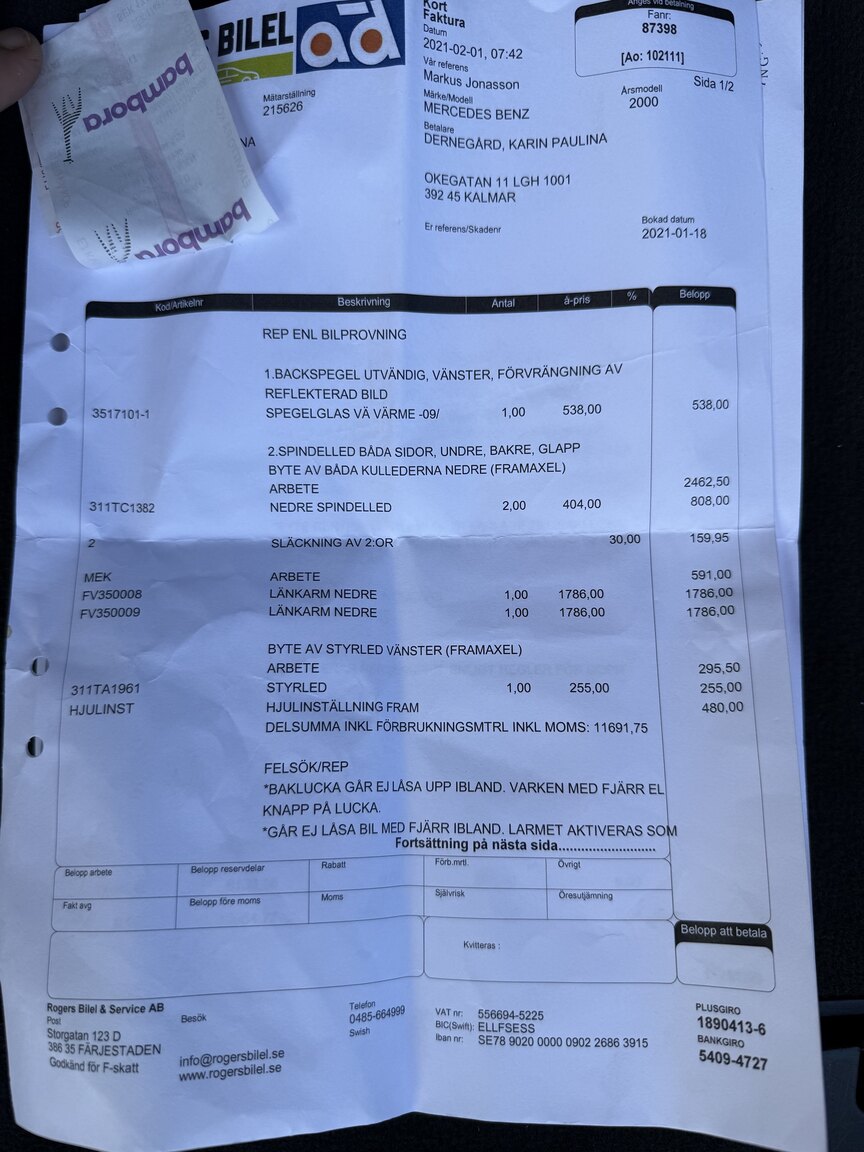 bambora
bambora
BILEL
ad
Mätarställning
215626
NA
Kort
Faktura
Datum
2021-02-01, 07:42
Vår referens
Markus Jonasson
Märke/Modell
MERCEDES BENZ
Betalare
DERNEGÅRD, KARIN PAULINA
OKEGATAN 11 LGH 1001
392 45 KALMAR
Er referens/Skadenr
Anges vid betalning
Fanr:
87398
[Ao: 102111]
Sida 1/2
Årsmodell
2000
Bokad datum
2021-01-18
Kod/Artikelnr Beskrivning Antal à-pris % Belopp
REP ENL BILPROVNING
1.BACKSPEGEL UTVÄNDIG, VÄNSTER, FÖRVRÄNGNING AV
REFLEKTERAD BILD
3517101-1 SPEGELGLAS VÄ VÄRME -09/ 1,00 538,00 538,00
2.SPINDELLED BÅDA SIDOR, UNDRE, BAKRE, GLAPP
BYTE AV BÅDA KULLEDERNA NEDRE (FRAMAXEL)
ARBETE 2462,50
311TC1382 NEDRE SPINDELLED 2,00 404,00 808,00
2 SLÄCKNING AV 2:OR 30,00 159,95
MEK ARBETE 591,00
FV350008 LÄNKARM NEDRE 1,00 1786,00 1786,00
FV350009 LÄNKARM NEDRE 1,00 1786,00 1786,00
BYTE AV STYRLED VÄNSTER (FRAMAXEL)
ARBETE 295,50
311TA1961 STYRLED 1,00 255,00 255,00
HJULINST HJULINSTÄLLNING FRAM 480,00
DELSUMMA INKL FÖRBRUKNINGSMTRL INKL MOMS: 11691,75
FELSÖK/REP
*BAKLUCKA GÅR EJ LÅSA UPP IBLAND. VARKEN MED FJÄRR EL
KNAPP PÅ LUCKA.
*GÅR EJ LÅSA BIL MED FJÄRR IBLAND. LARMET AKTIVERAS SOM
Fortsättning på nästa sida..........................
Belopp arbete Belopp reservdelar Rabatt Förb.mrtl. Övrigt
Fakt avg Belopp före moms Moms Självrisk Öresutjämning
Kvitteras :
Belopp att betala
Rogers Bilel & Service AB
Post
Storgatan 123 D
386 35 FÄRJESTADEN
Godkänd för F-skatt
Besök
info@rogersbilel.se
www.rogersbilel.se
Telefon
0485-664999
Swish
VAT nr: 556694-5225
BIC(Swift): ELLFSESS
Iban nr: SE78 9020 0000 0902 2686 3915
PLUSGIRO
1890413-6
BANKGIRO
5409-4727